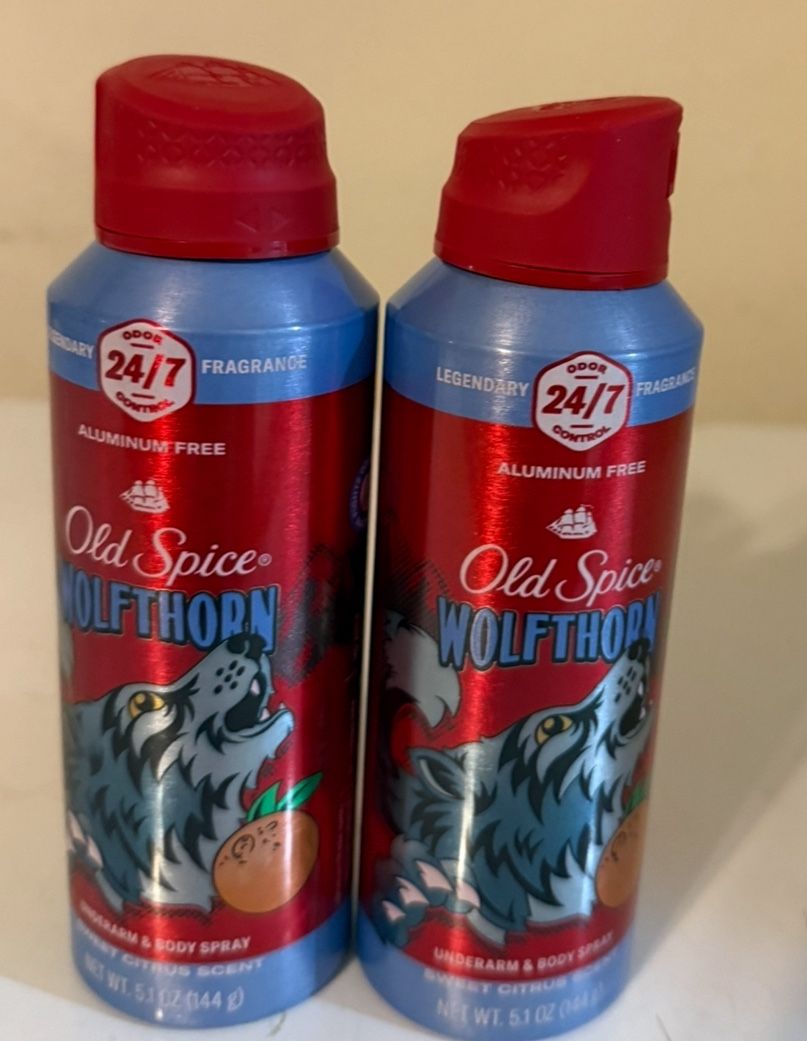 LEGENDARY
ODOR
24/7
CONTROL
FRAGRANCE
ALUMINUM FREE
Old Spice®
WOLFTHORN
UNDERARM & BODY SPRAY
SWEET CITRUS SCENT
NET WT. 5.1 OZ (144 g)
LEGENDARY
ODOR
24/7
CONTROL
FRAGRANCE
ALUMINUM FREE
Old Spice®
WOLFTHORN
UNDERARM & BODY SPRAY
SWEET CITRUS SCENT
NET WT. 5.1 OZ (144 g)